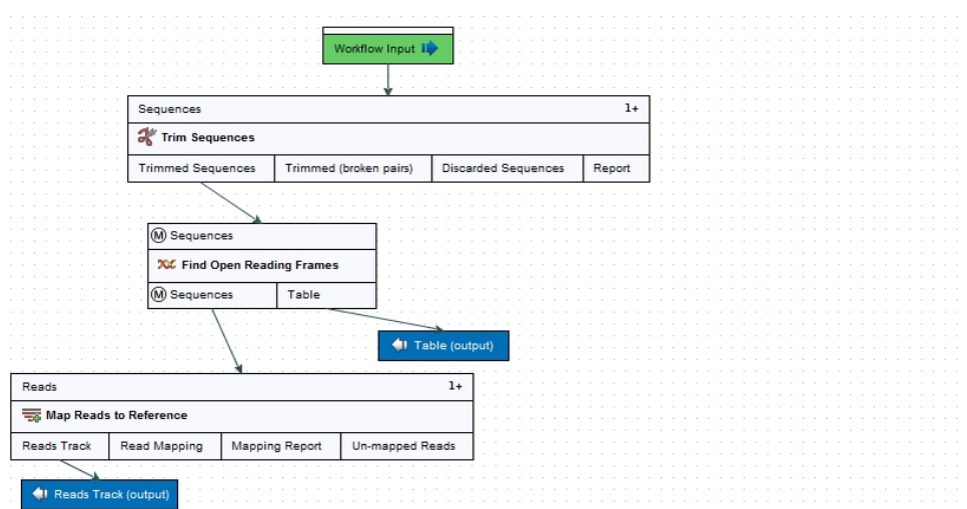 Workflow Input
Sequences 1+
Trim Sequences
Trimmed Sequences Trimmed (broken pairs) Discarded Sequences Report
M Sequences
Find Open Reading Frames
M Sequences Table
Table (output)
Reads 1+
Map Reads to Reference
Reads Track Read Mapping Mapping Report Un-mapped Reads
Reads Track (output)